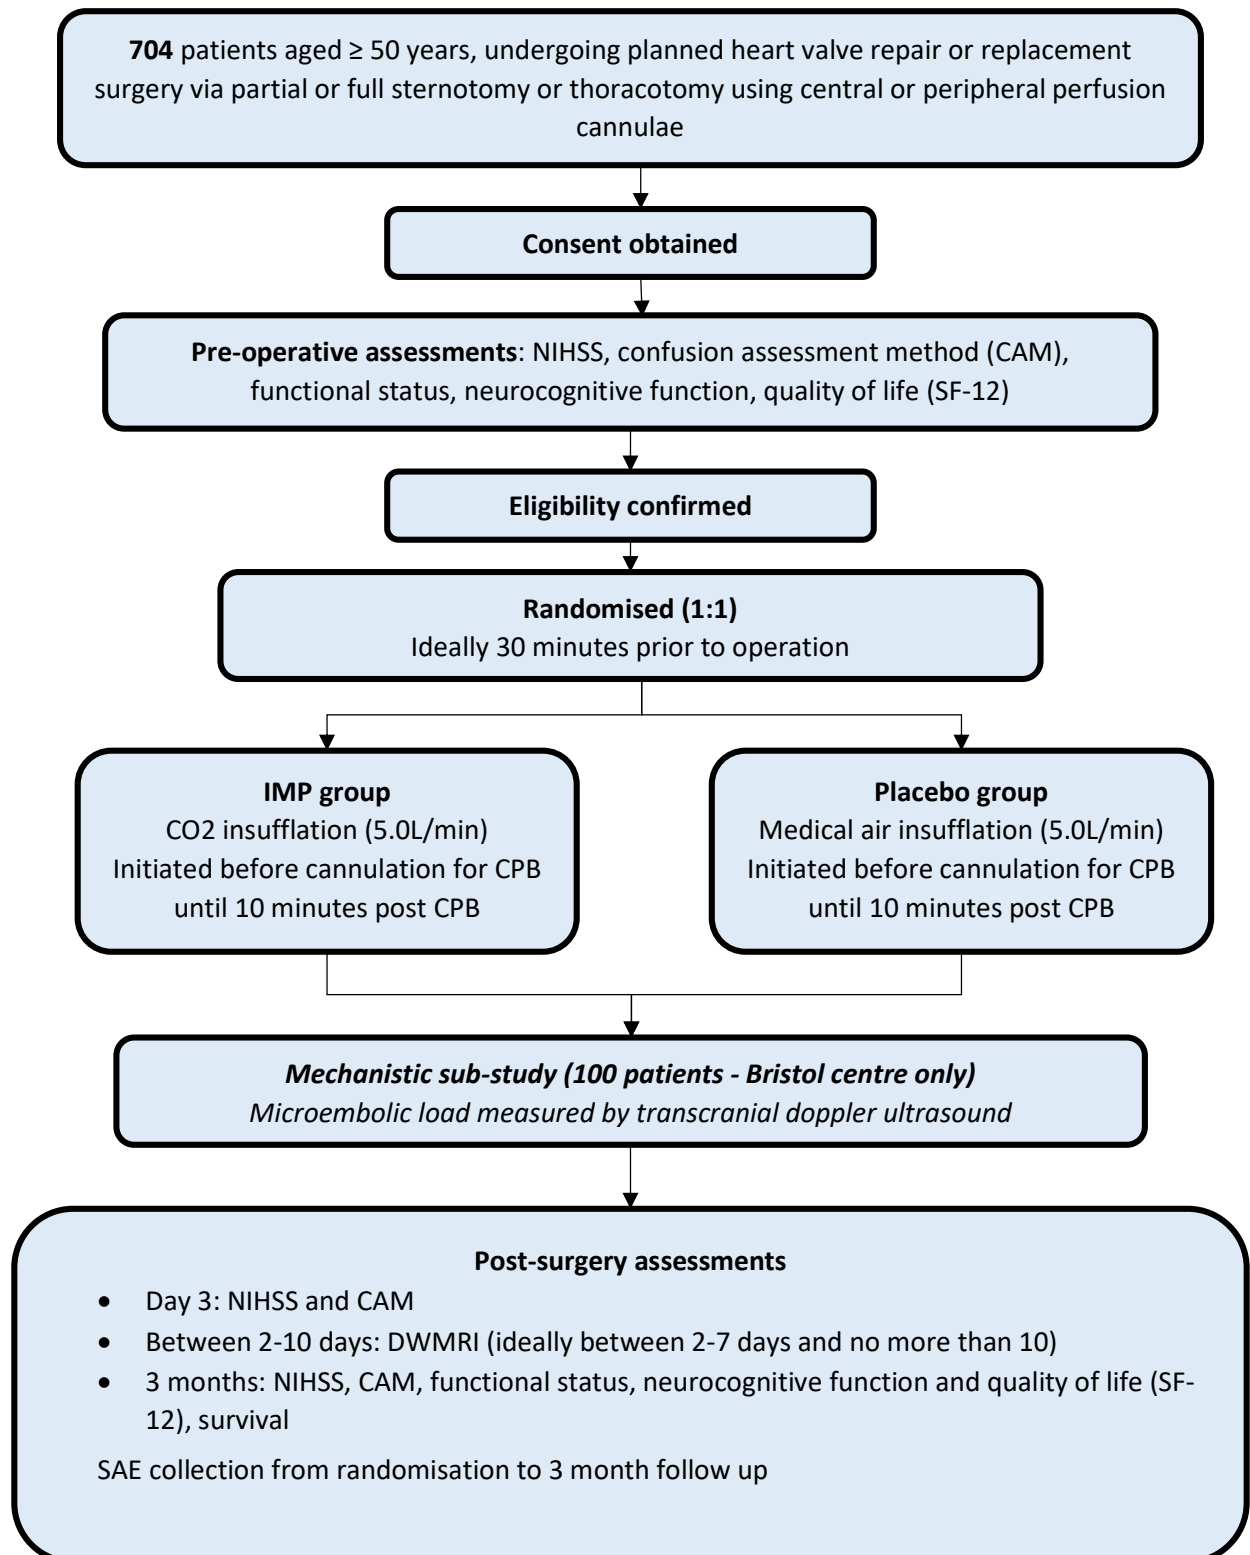 704 patients aged ≥ 50 years, undergoing planned heart valve repair or replacement
surgery via partial or full sternotomy or thoracotomy using central or peripheral perfusion
cannulae
Consent obtained
Pre-operative assessments: NIHSS, confusion assessment method (CAM),
functional status, neurocognitive function, quality of life (SF-12)
Eligibility confirmed
Randomised (1:1)
Ideally 30 minutes prior to operation
IMP group
CO2 insufflation (5.0L/min)
Initiated before cannulation for CPB
until 10 minutes post CPB
Placebo group
Medical air insufflation (5.0L/min)
Initiated before cannulation for CPB
until 10 minutes post CPB
Mechanistic sub-study (100 patients - Bristol centre only)
Microembolic load measured by transcranial doppler ultrasound
Post-surgery assessments
• Day 3: NIHSS and CAM
• Between 2-10 days: DWMRI (ideally between 2-7 days and no more than 10)
• 3 months: NIHSS, CAM, functional status, neurocognitive function and quality of life (SF-
12), survival
SAE collection from randomisation to 3 month follow up